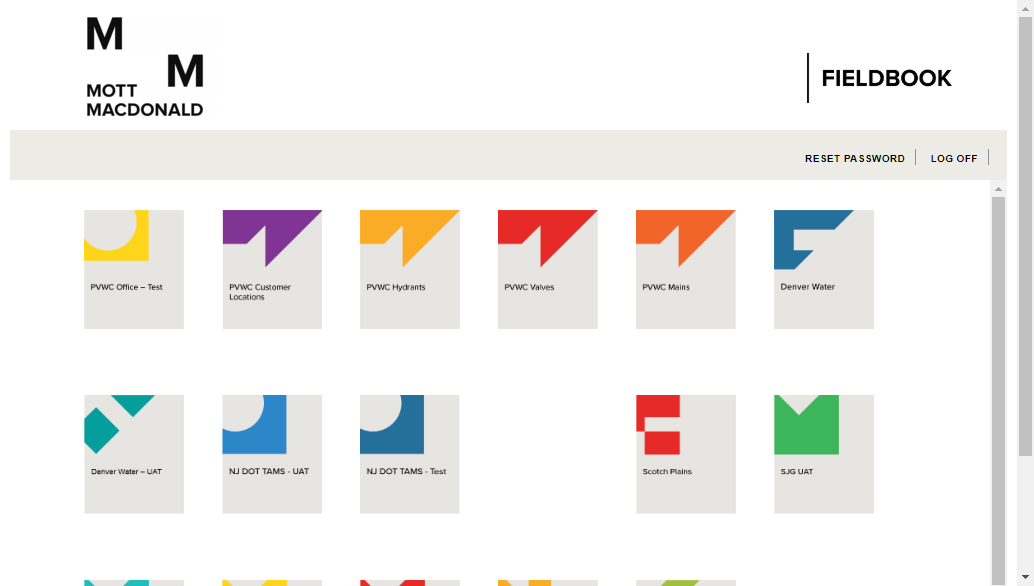 M
M
MOTT
MACDONALD
FIELDBOOK
RESET PASSWORD
LOG OFF
PVWC Office – Test
PVWC Customer
Locations
PVWC Hydrants
PVWC Valves
PVWC Mains
Denver Water
Denver Water – UAT
NJ DOT TAMS - UAT
NJ DOT TAMS - Test
Scotch Plains
SJG UAT